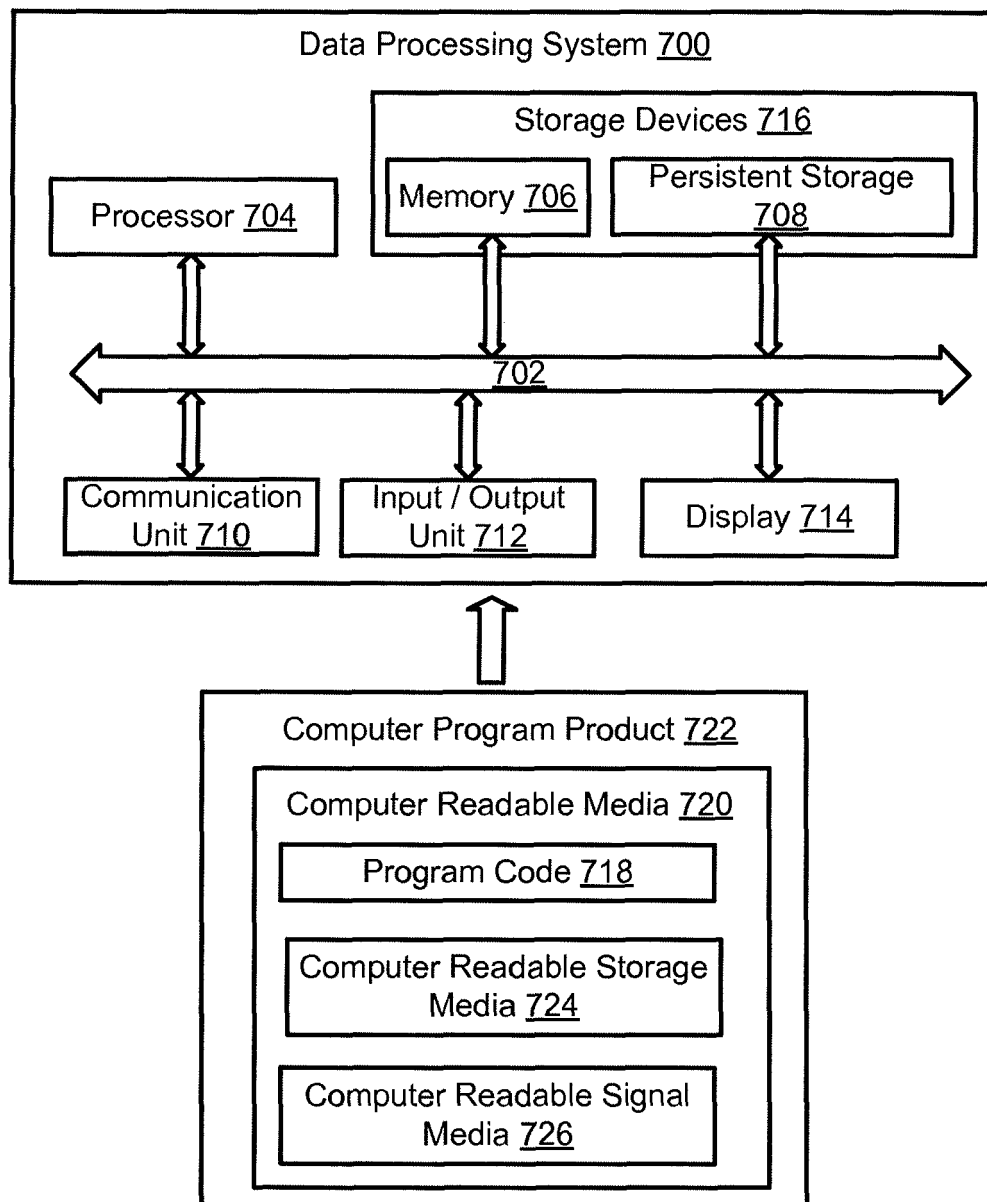 Data Processing System 700
Storage Devices 716
Processor 704
Memory 706
Persistent Storage
708
702
Communication
Unit 710
Input / Output
Unit 712
Display 714
Computer Program Product 722
Computer Readable Media 720
Program Code 718
Computer Readable Storage
Media 724
Computer Readable Signal
Media 726